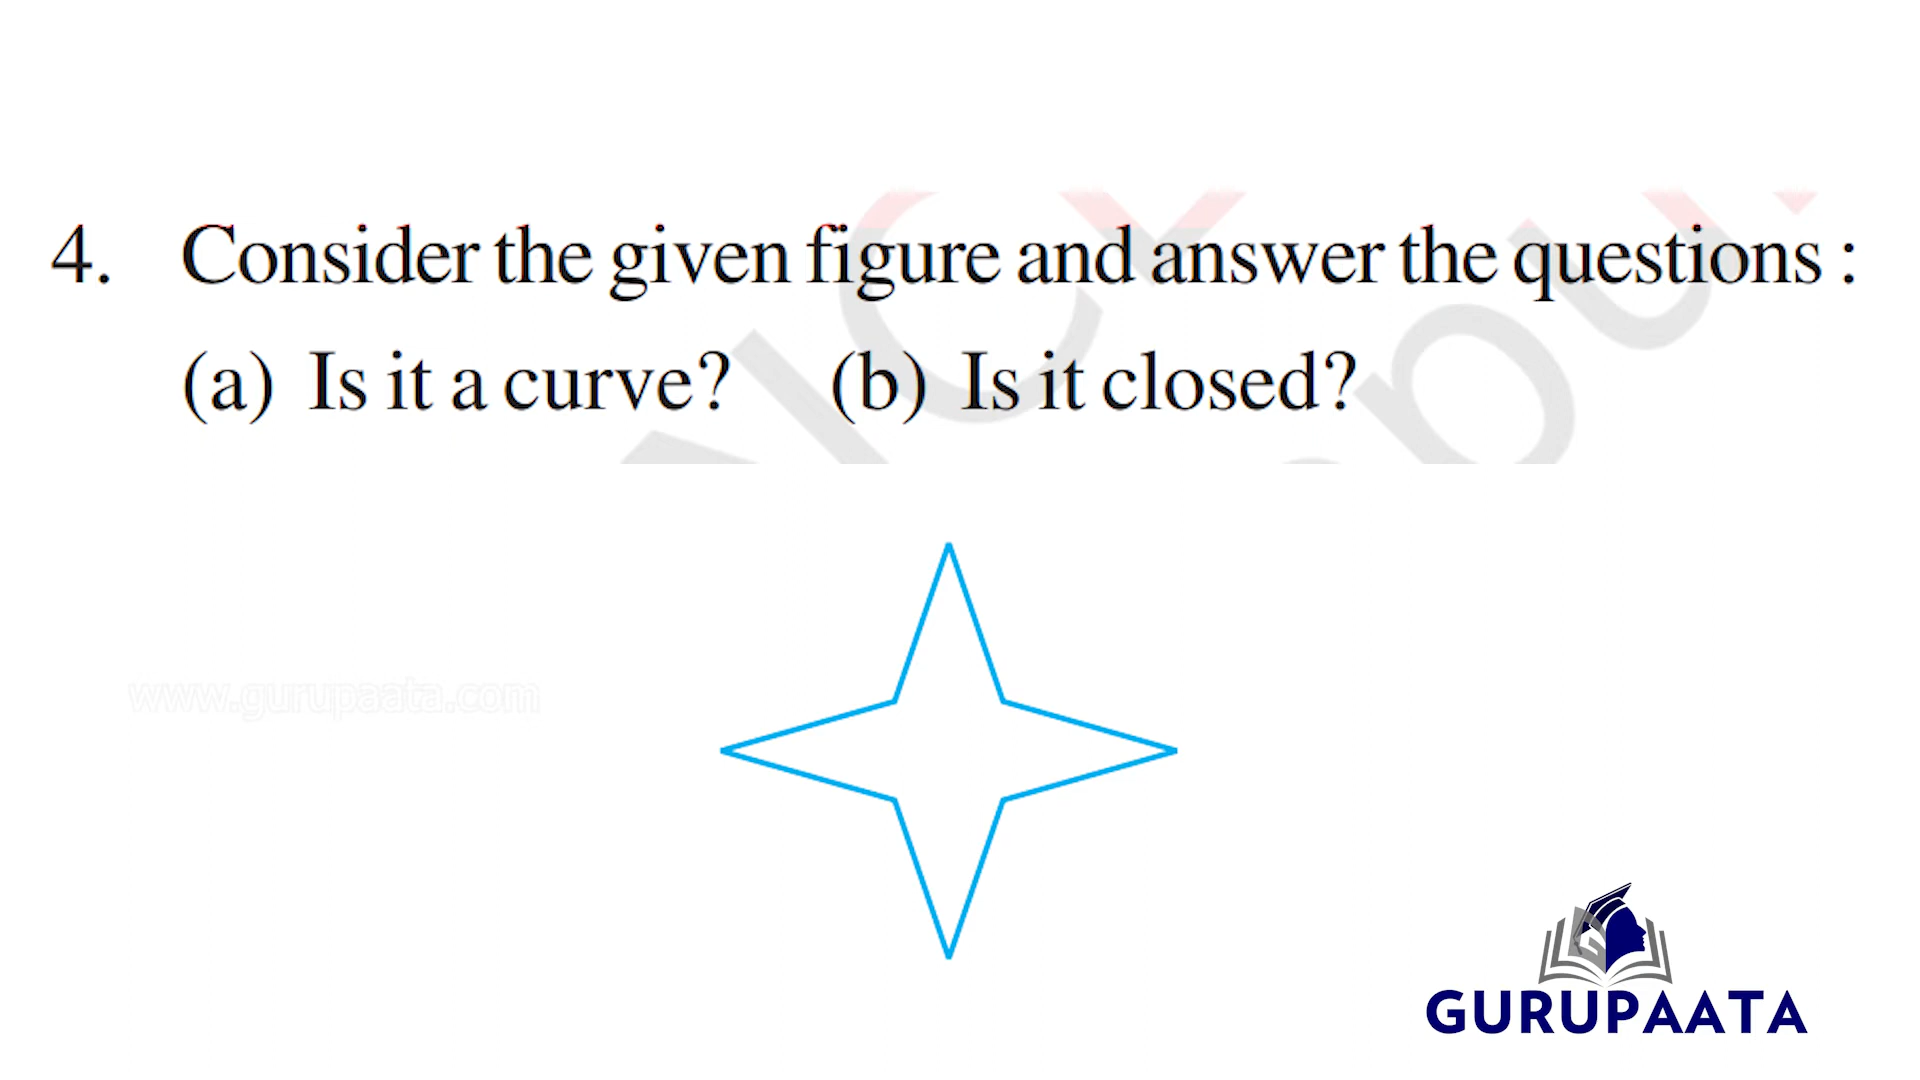 4. Consider the given figure and answer the questions :
(a) Is it a curve? (b) Is it closed?
www.gurupaata.com
GURUPAATA